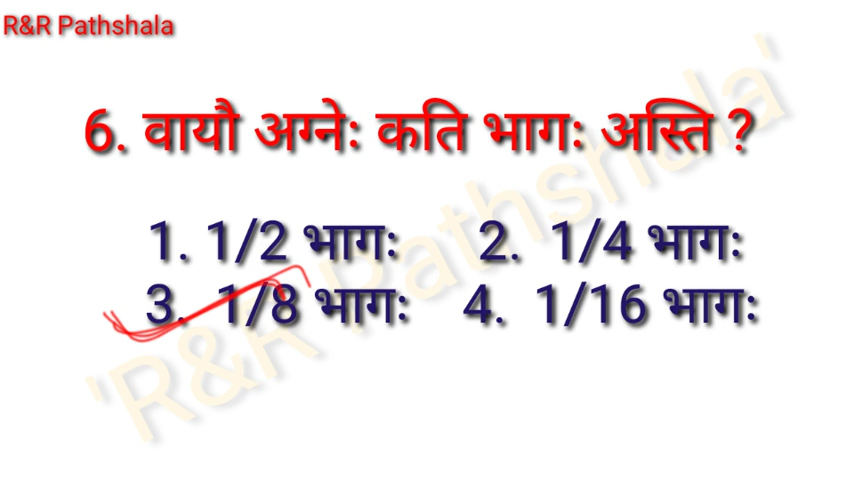 R&R Pathshala
6. वायौ अग्नेः कति भागः अस्ति ?
1. 1/2 भागः 2. 1/4 भागः
3. 1/8 भागः 4. 1/16 भागः
'R&R Pathshala'